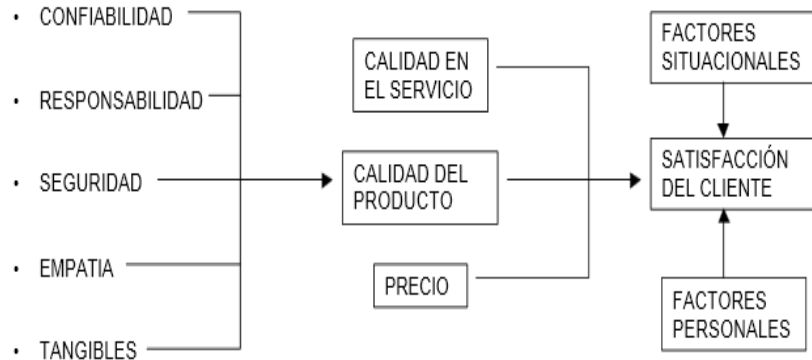 • CONFIABILIDAD
• RESPONSABILIDAD
• SEGURIDAD
• EMPATIA
• TANGIBLES
CALIDAD EN
EL SERVICIO
CALIDAD DEL
PRODUCTO
PRECIO
FACTORES
SITUACIONALES
SATISFACCIÓN
DEL CLIENTE
FACTORES
PERSONALES